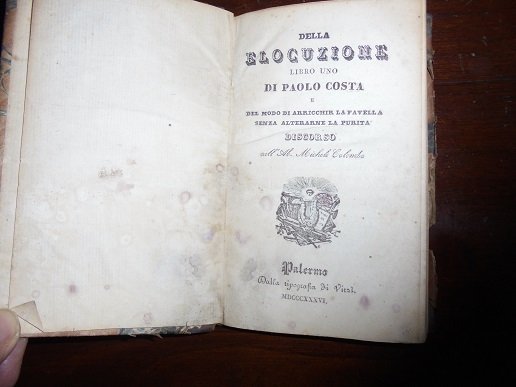 DELLA
ELOCUZIONE
LIBRO UNO
DI PAOLO COSTA
E
DEL MODO DI ARRICCHIR LA FAVELLA
SENZA ALTERARNE LA PURITA'
DISCORSO
dell'Ab. Michele Colombo
Palermo
Dalla tipografia di Virzì.
MDCCCXXXVI.